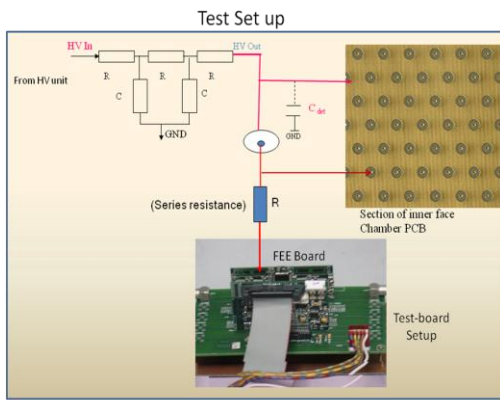 Test Set up
HV In
HV Out
From HV unit
R
R
R
C
C
GND
C det
GND
(Series resistance)
R
Section of inner face
Chamber PCB
FEE Board
Test-board
Setup